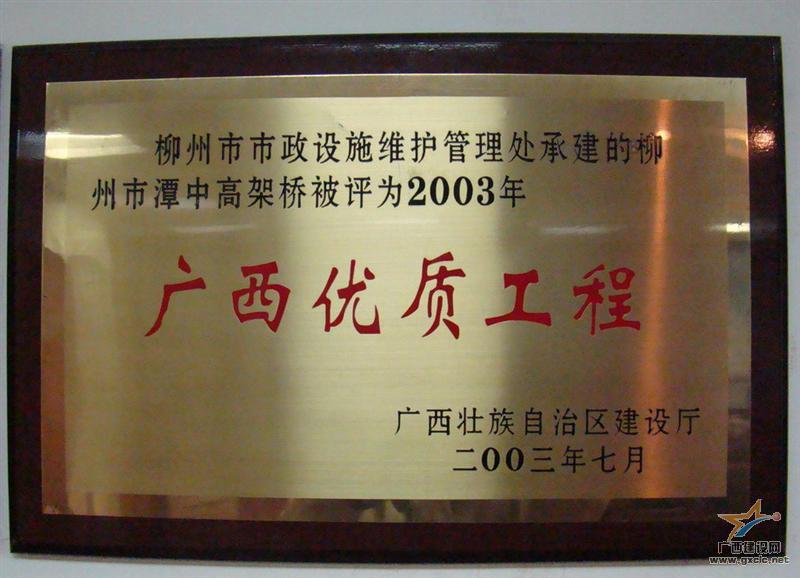 柳州市市政设施维护管理处承建的柳
州市潭中高架桥被评为2003年
广西优质工程
广西壮族自治区建设厅
二00三年七月
广西建设网
www.gxcic.net